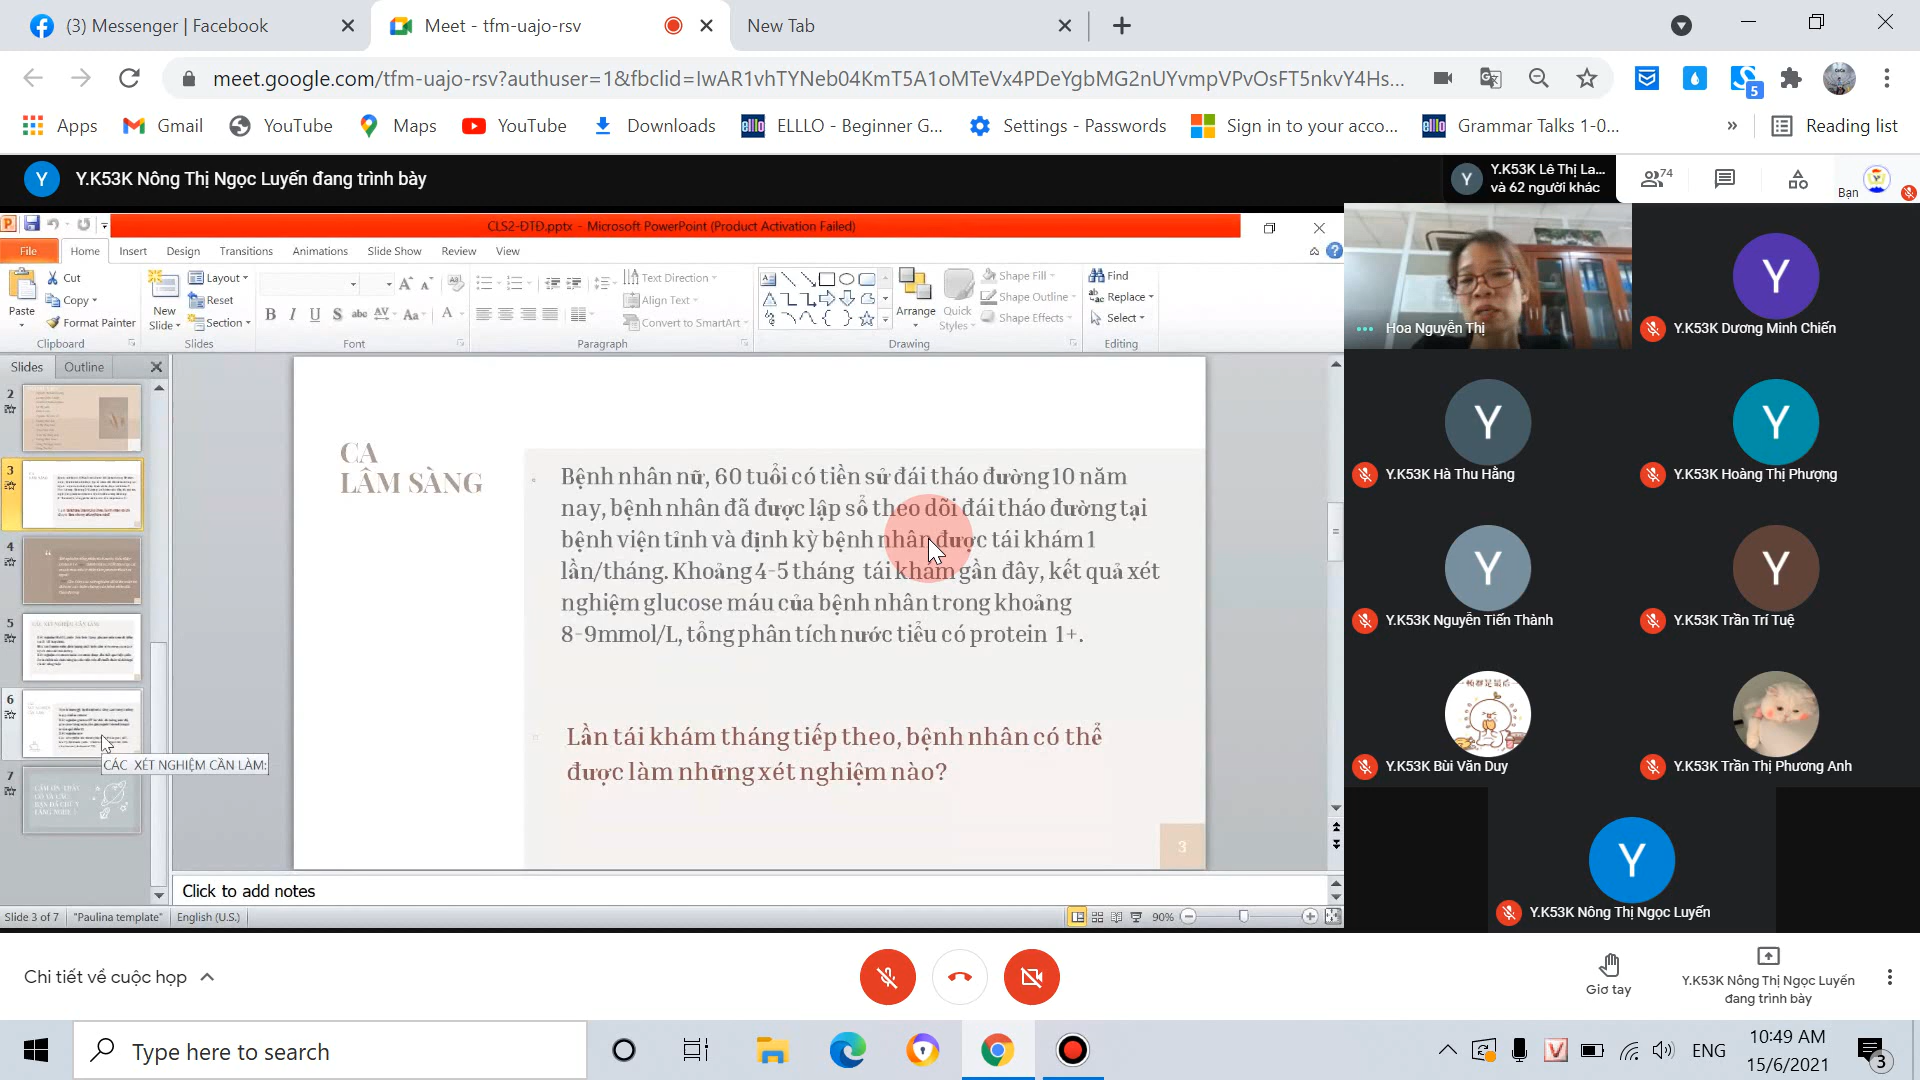 (3) Messenger | Facebook
Meet - tfm-uajo-rsv
New Tab
meet.google.com/tfm-uajo-rsv?authuser=1&fbclid=IwAR1vhTYNeb04KmT5A1oMTeVx4PDeYgbMG2nUYvmpVPvOsFT5nkvY4Hs...
5
Apps
Gmail
YouTube
Maps
YouTube
Downloads
ELLLO - Beginner G...
Settings - Passwords
Sign in to your acco...
Grammar Talks 1-0...
»
Reading list
Y
Y.K53K Nông Thị Ngọc Luyến đang trình bày
Y
Y.K53K Lê Thị La...
và 62 người khác
74
Bạn
CLS2-ĐTĐ.pptx - Microsoft PowerPoint (Product Activation Failed)
File Home Insert Design Transitions Animations Slide Show Review View
Paste
Cut
Copy
Format Painter
Clipboard
New
Slide
Layout
Reset
Section
Slides
Font
Text Direction
Align Text
Convert to SmartArt
Paragraph
Arrange
Quick
Styles
Shape Fill
Shape Outline
Shape Effects
Drawing
Find
Replace
Select
Editing
Slides
Outline
2
3
4
5
6
7
CÁC XÉT NGHIỆM CẦN LÀM:
CA
LÂM SÀNG
Bệnh nhân nữ, 60 tuổi có tiền sử đái tháo đường 10 năm
nay, bệnh nhân đã được lập sổ theo dõi đái tháo đường tại
bệnh viện tỉnh và định kỳ bệnh nhân được tái khám 1
lần/tháng. Khoảng 4-5 tháng tái khám gần đây, kết quả xét
nghiệm glucose máu của bệnh nhân trong khoảng
8-9mmol/L, tổng phân tích nước tiểu có protein 1+.
Lần tái khám tháng tiếp theo, bệnh nhân có thể
được làm những xét nghiệm nào?
3
Click to add notes
Slide 3 of 7
"Paulina template"
English (U.S.)
90%
Hoa Nguyễn Thị
Y
Y.K53K Dương Minh Chiến
Y
Y.K53K Hà Thu Hằng
Y
Y.K53K Hoàng Thị Phượng
Y
Y.K53K Nguyễn Tiến Thành
Y
Y.K53K Trần Trí Tuệ
Y.K53K Bùi Văn Duy
Y.K53K Trần Thị Phương Anh
Y
Y.K53K Nông Thị Ngọc Luyến
Chi tiết về cuộc họp
Giơ tay
Y.K53K Nông Thị Ngọc Luyến
đang trình bày
Type here to search
ENG
10:49 AM
15/6/2021
3